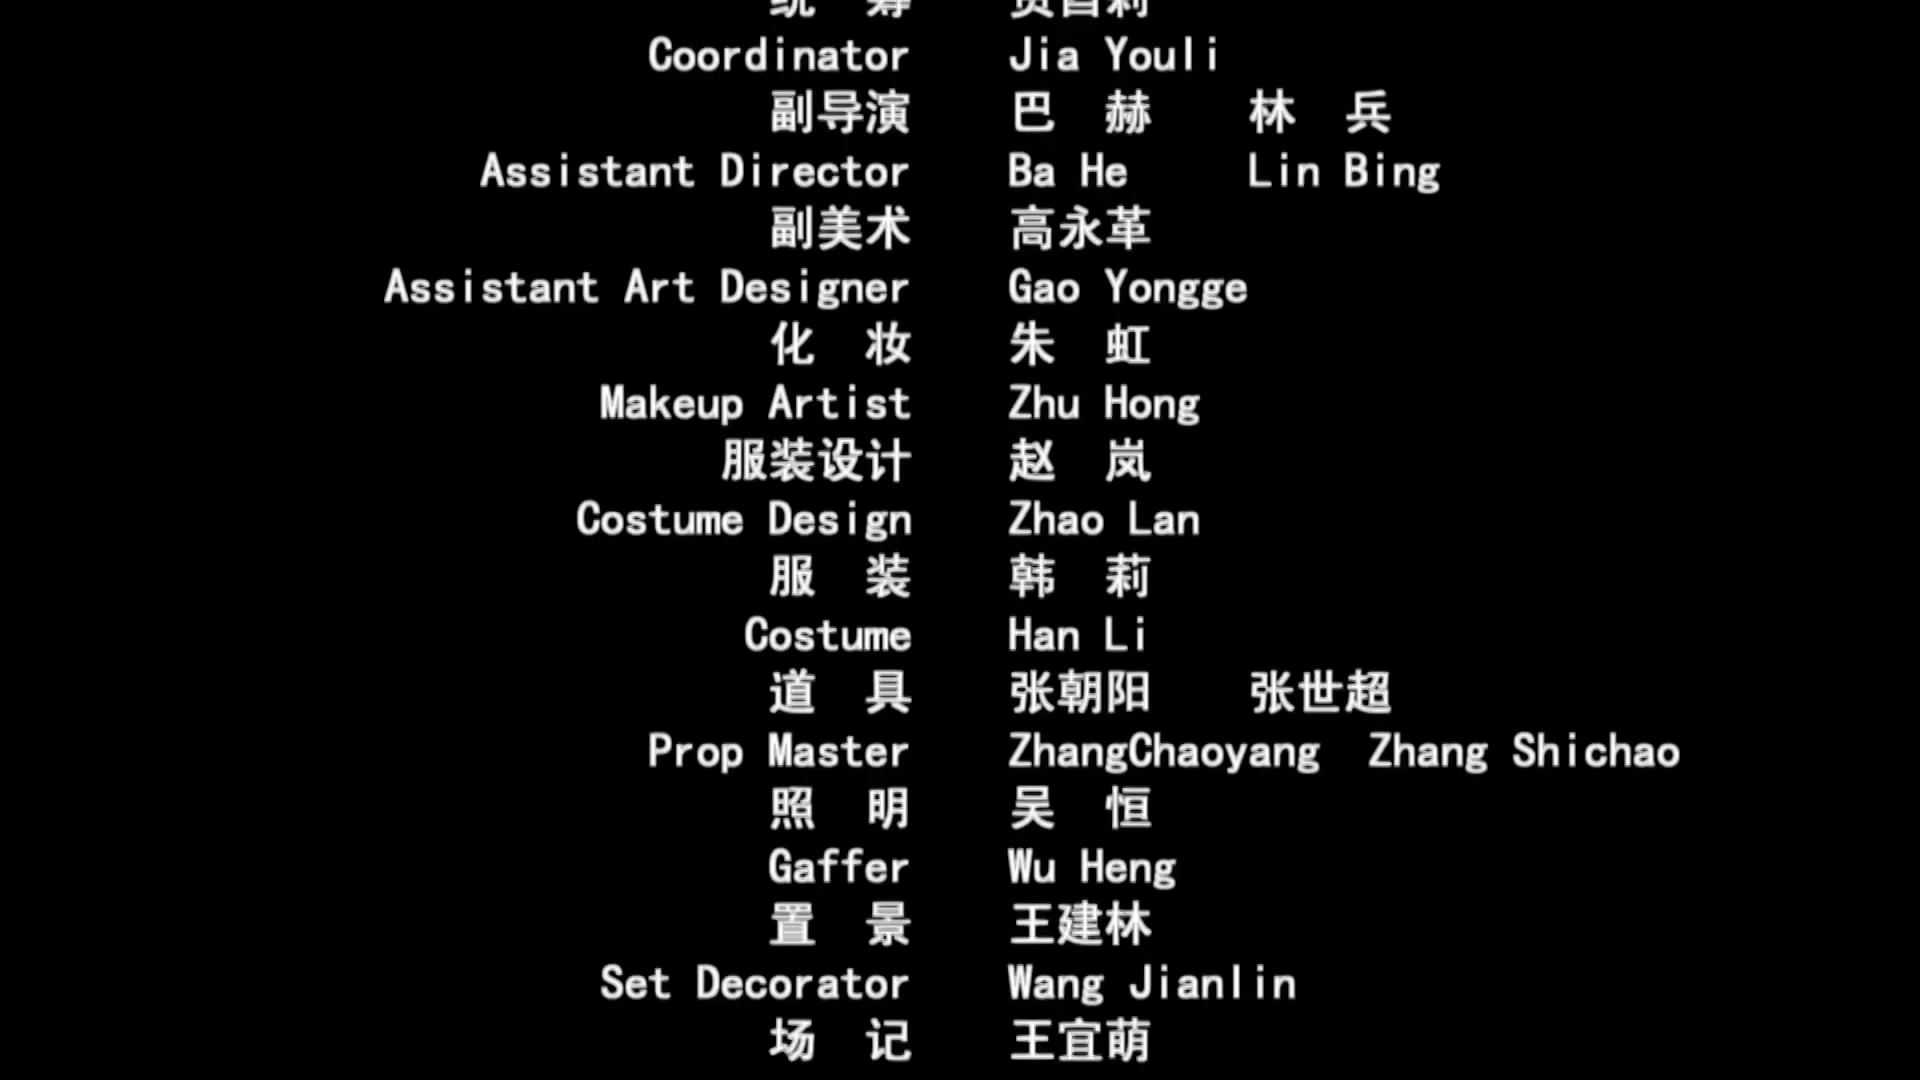 Coordinator Jia Youli
副导演 巴 赫 林 兵
Assistant Director Ba He Lin Bing
副美术 高永革
Assistant Art Designer Gao Yongge
化 妆 朱 虹
Makeup Artist Zhu Hong
服装设计 赵 岚
Costume Design Zhao Lan
服 装 韩 莉
Costume Han Li
道 具 张朝阳 张世超
Prop Master ZhangChaoyang Zhang Shichao
照 明 吴 恒
Gaffer Wu Heng
置 景 王建林
Set Decorator Wang Jianlin
场 记 王宜萌